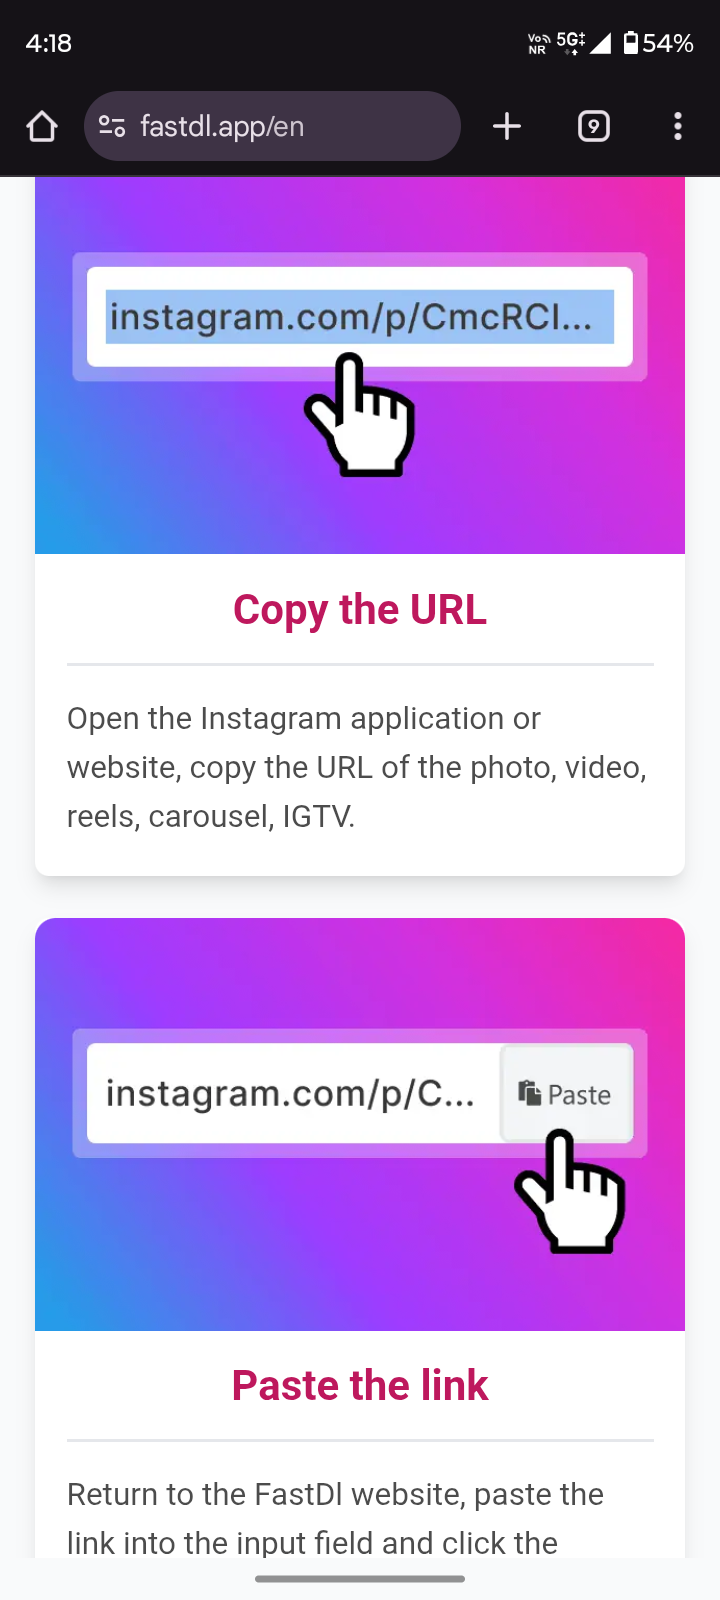 4:18
Vo NR 5G 54%
fastdl.app/en
9
instagram.com/p/CmcRCI...
Copy the URL
Open the Instagram application or
website, copy the URL of the photo, video,
reels, carousel, IGTV.
instagram.com/p/C...
Paste
Paste the link
Return to the FastDl website, paste the
link into the input field and click the